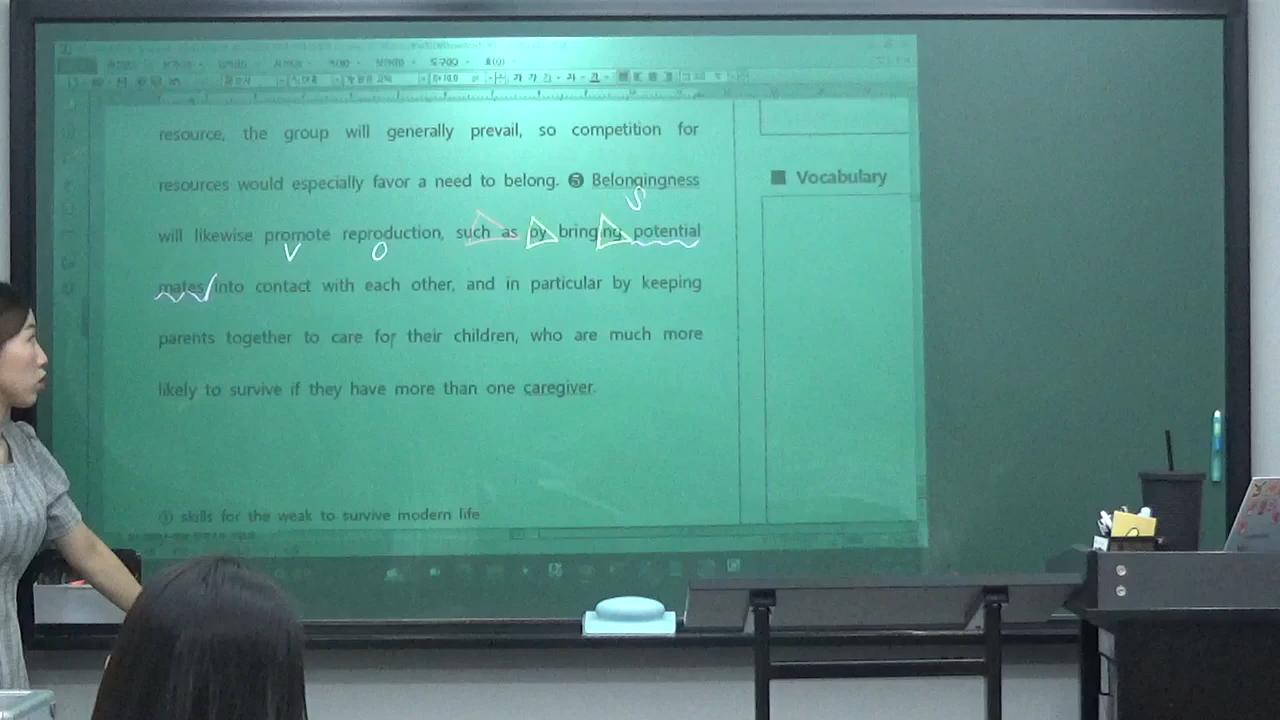 resource, the group will generally prevail, so competition for
resources would especially favor a need to belong. ❺ Belongingness
S
will likewise promote reproduction, such as by bringing potential
V O
mates into contact with each other, and in particular by keeping
parents together to care for their children, who are much more
likely to survive if they have more than one caregiver.
① skills for the weak to survive modern life
■ Vocabulary